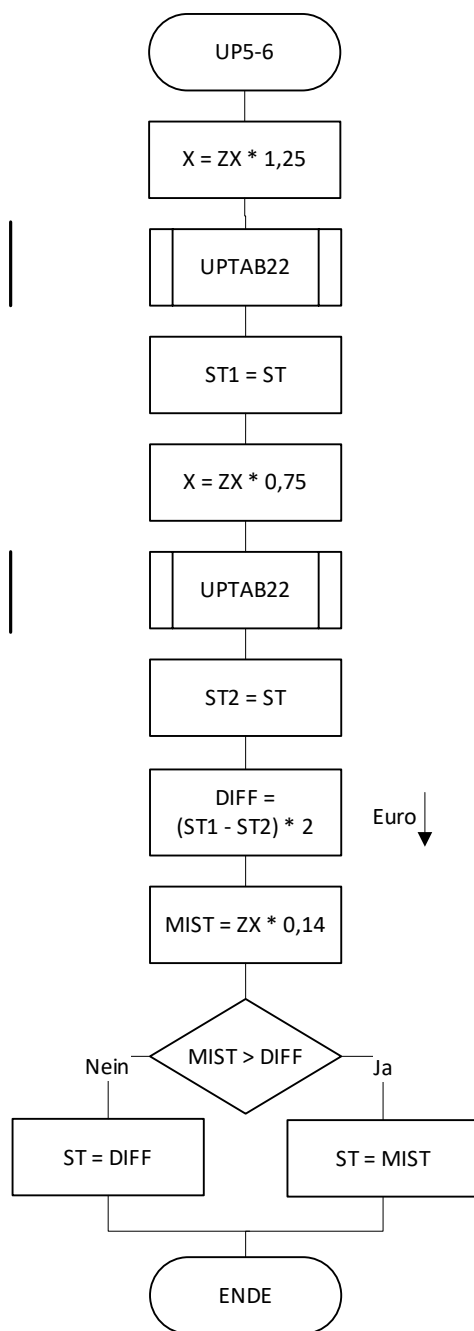 UP5-6
X = ZX * 1,25
UPTAB22
ST1 = ST
X = ZX * 0,75
UPTAB22
ST2 = ST
DIFF =
(ST1 - ST2) * 2
Euro
MIST = ZX * 0,14
MIST > DIFF
Nein
Ja
ST = DIFF
ST = MIST
ENDE